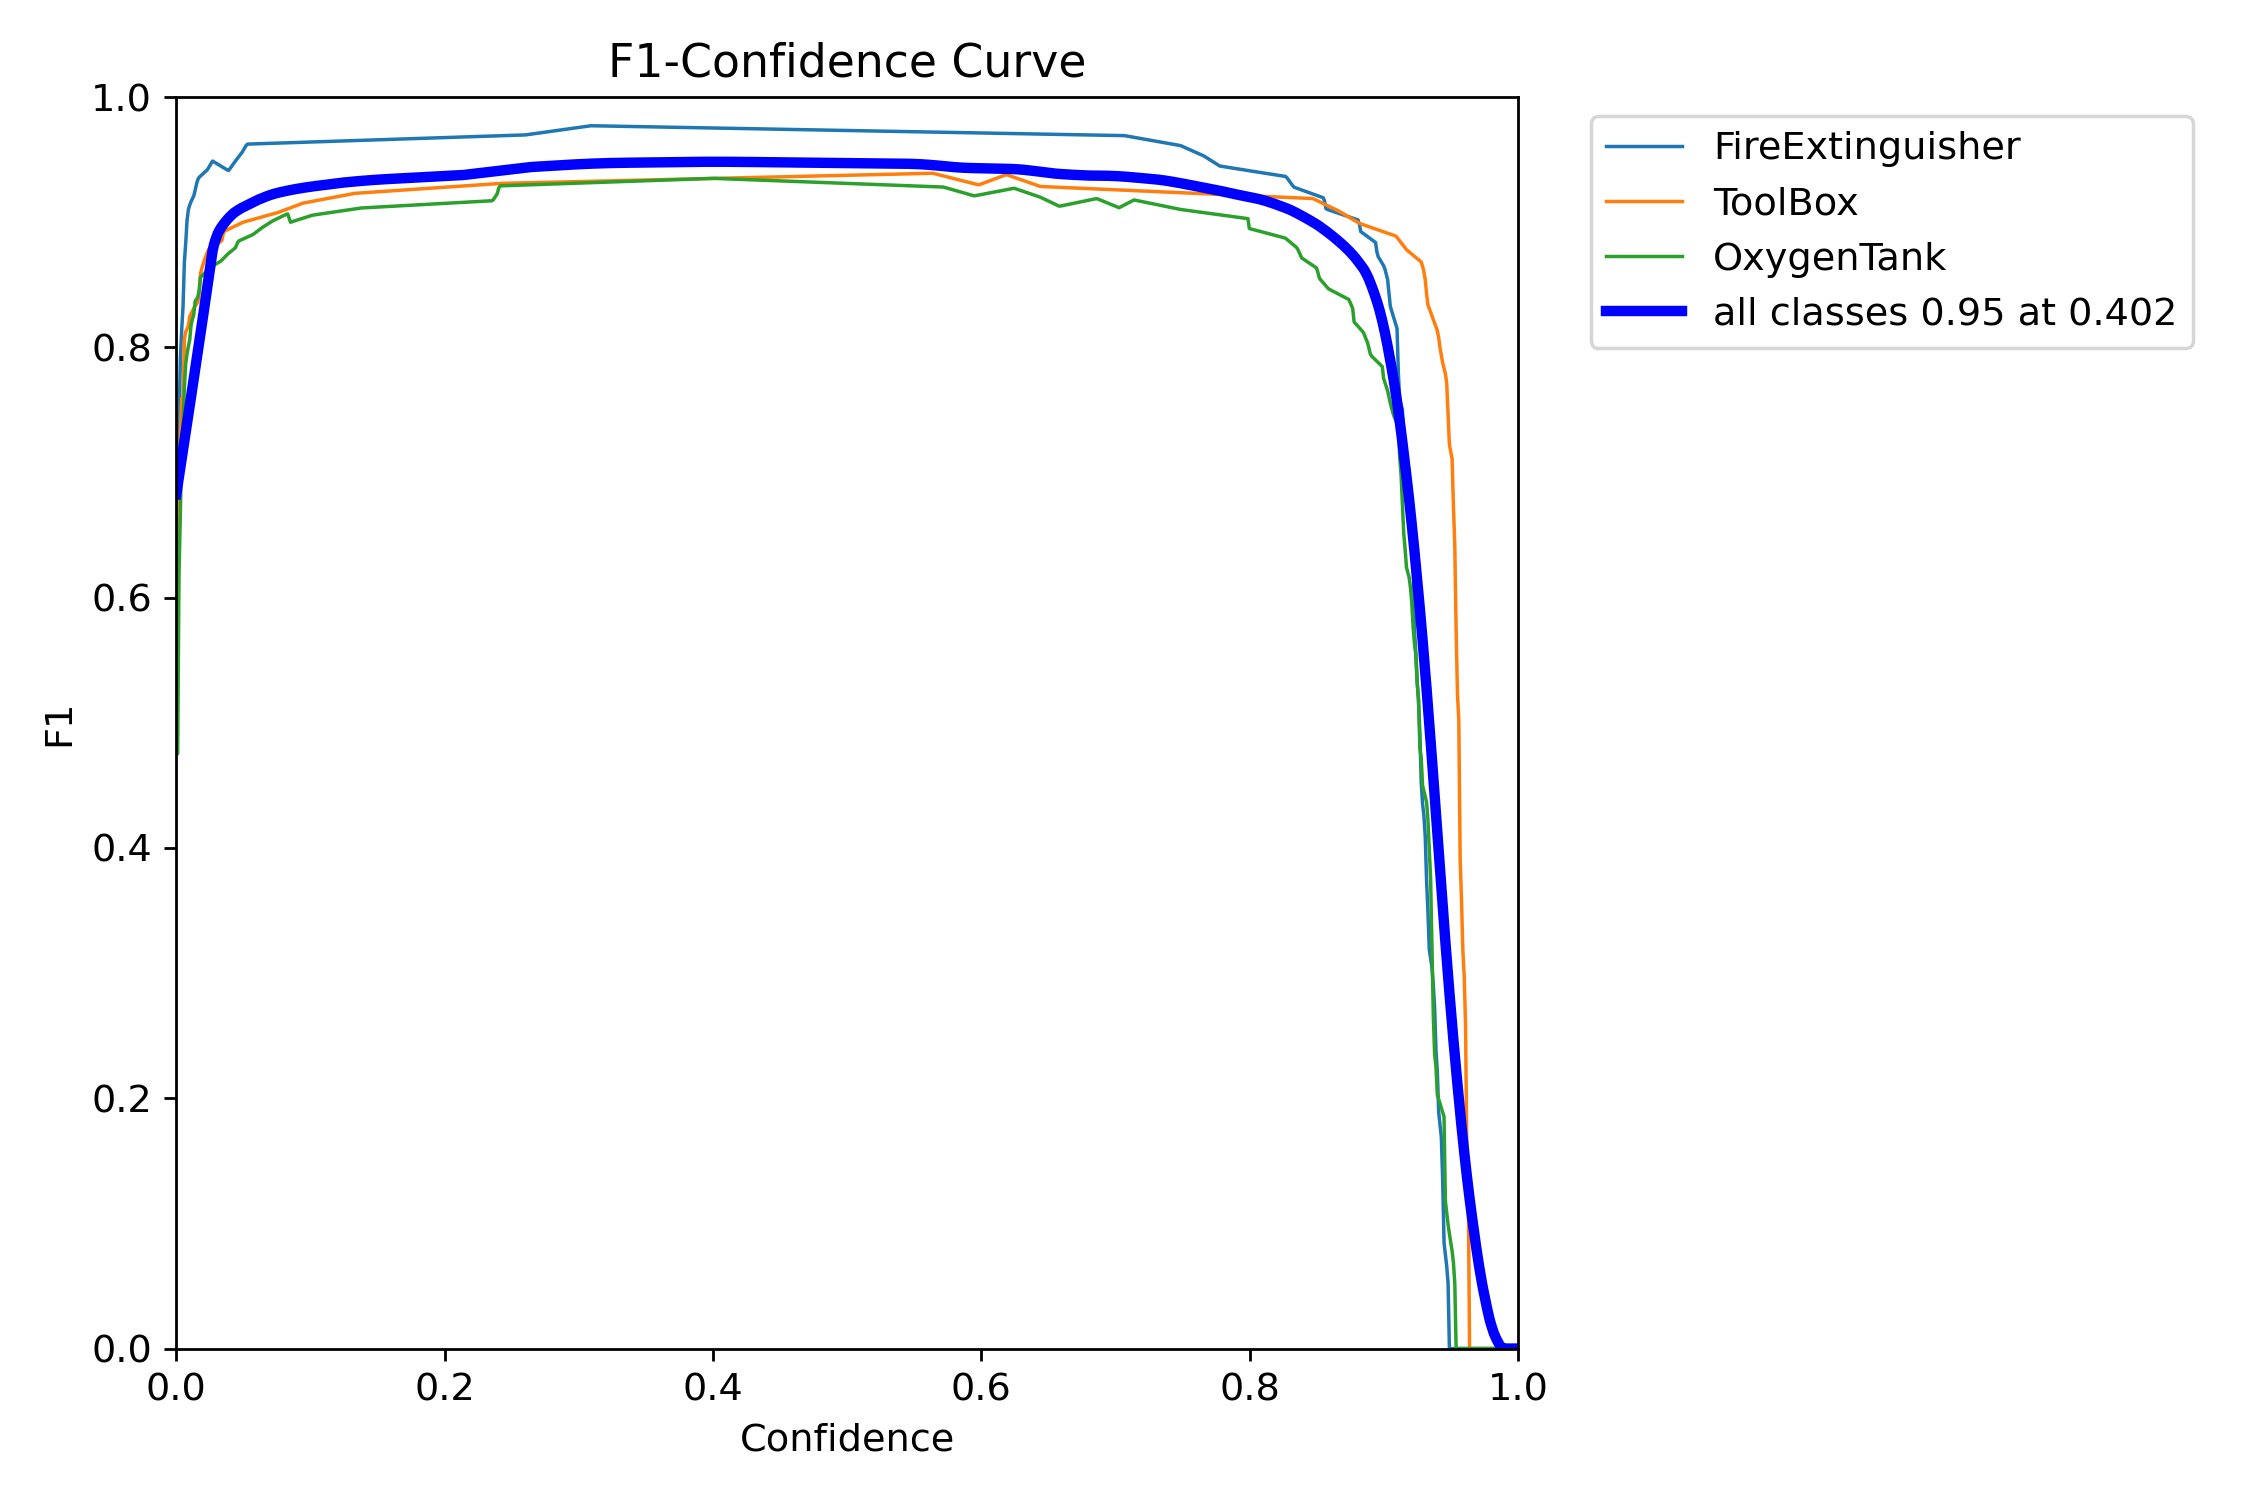 F1-Confidence Curve
1.0
0.8
0.6
0.4
0.2
0.0
F1
0.0 0.2 0.4 0.6 0.8 1.0
Confidence
FireExtinguisher
ToolBox
OxygenTank
all classes 0.95 at 0.402